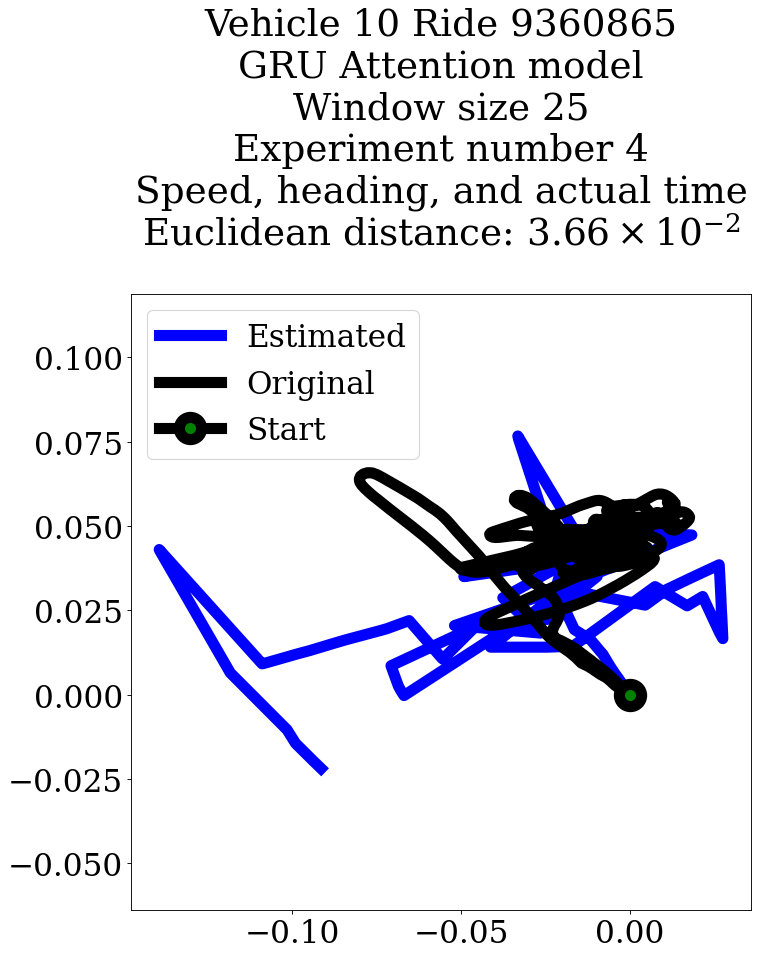 Vehicle 10 Ride 9360865
GRU Attention model
Window size 25
Experiment number 4
Speed, heading, and actual time
Euclidean distance: 3.66 × 10⁻²
Estimated
Original
Start
0.100
0.075
0.050
0.025
0.000
−0.025
−0.050
−0.10
−0.05
0.00